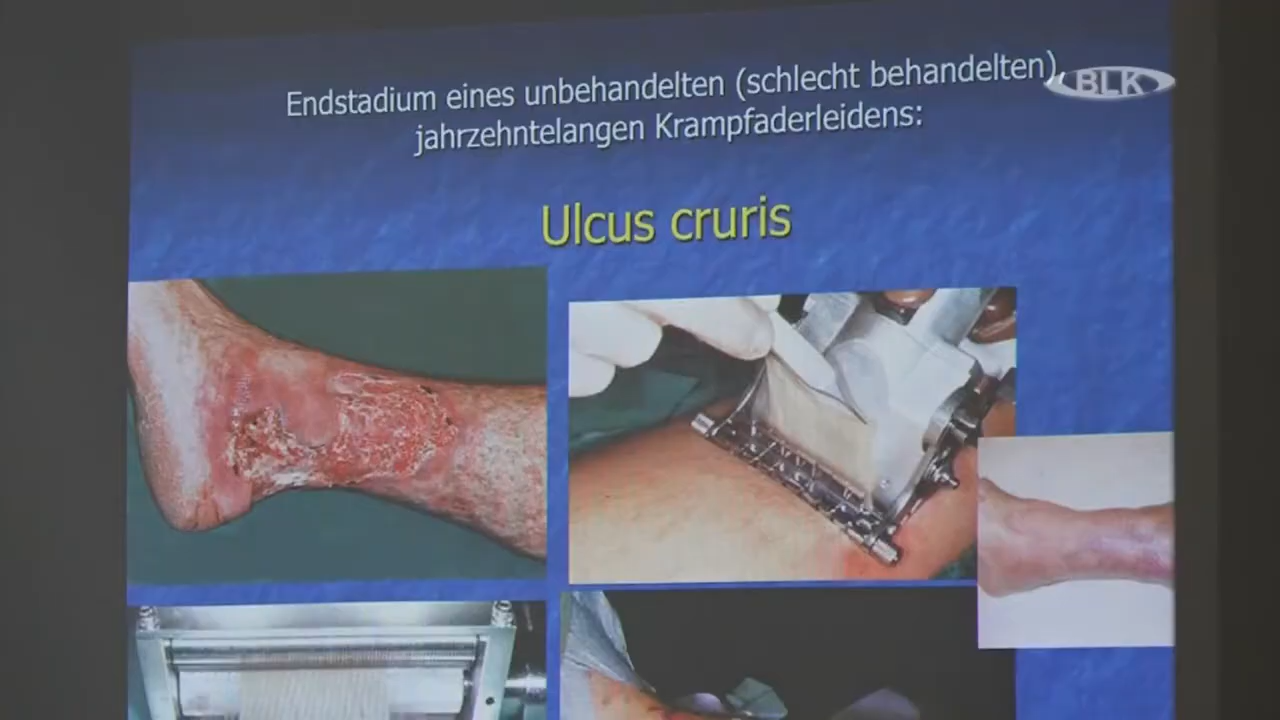 Endstadium eines unbehandelten (schlecht behandelten)
jahrzehntelangen Krampfaderleidens:
BLK
Ulcus cruris